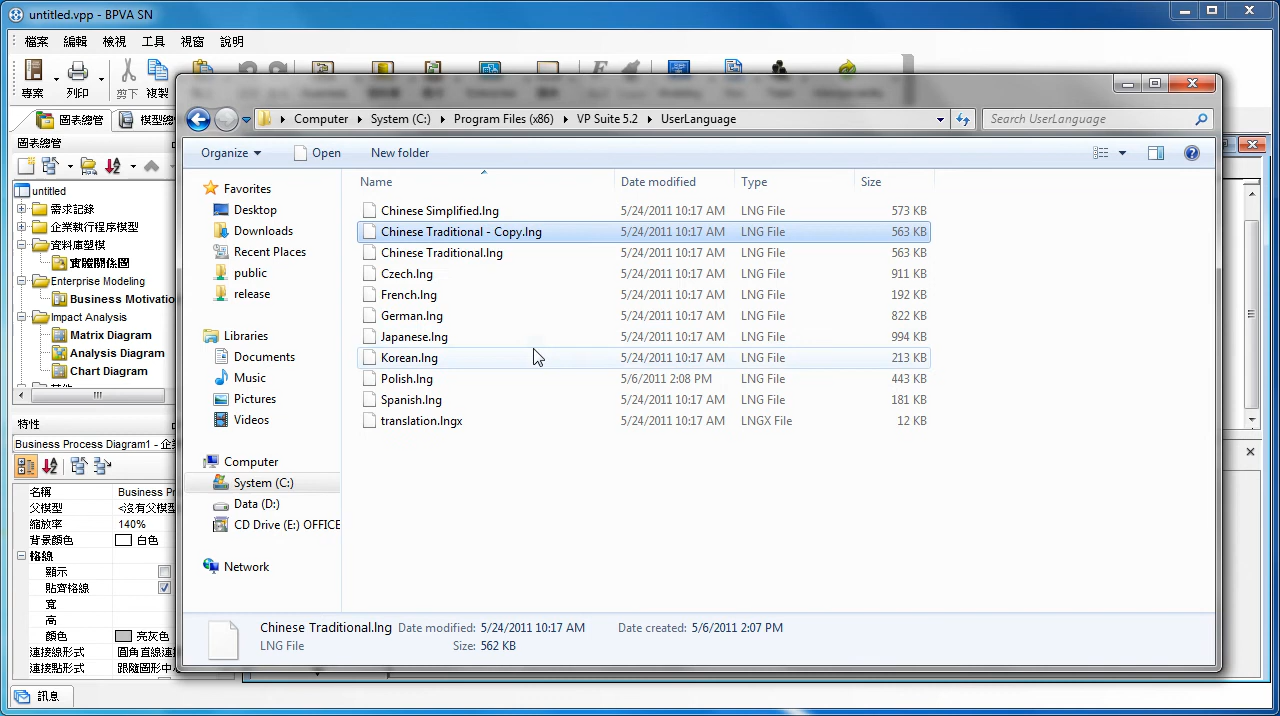 untitled.vpp - BPVA SN
檔案 編輯 檢視 工具 視窗 說明
專案 列印 剪下 複製
圖表總管 模型總
圖表總管
untitled
需求記錄
企業執行程序模型
資料庫塑模
實體關係圖
Enterprise Modeling
Business Motivatio
Impact Analysis
Matrix Diagram
Analysis Diagram
Chart Diagram
特性
Business Process Diagram1 - 企
名稱 Business Pr
父模型 <沒有父模型
縮放率 140%
背景顏色 白色
格線
顯示
貼齊格線
寬
高
顏色 亮灰色
連接線形式 圓角直線連
連接點形式 跟隨圖形中
訊息
Computer System (C:) Program Files (x86) VP Suite 5.2 UserLanguage
Search UserLanguage
Organize Open New folder
Favorites
Desktop
Downloads
Recent Places
public
release
Libraries
Documents
Music
Pictures
Videos
Computer
System (C:)
Data (D:)
CD Drive (E:) OFFICE
Network
Name Date modified Type Size
Chinese Simplified.lng 5/24/2011 10:17 AM LNG File 573 KB
Chinese Traditional - Copy.lng 5/24/2011 10:17 AM LNG File 563 KB
Chinese Traditional.lng 5/24/2011 10:17 AM LNG File 563 KB
Czech.lng 5/24/2011 10:17 AM LNG File 911 KB
French.lng 5/24/2011 10:17 AM LNG File 192 KB
German.lng 5/24/2011 10:17 AM LNG File 822 KB
Japanese.lng 5/24/2011 10:17 AM LNG File 994 KB
Korean.lng 5/24/2011 10:17 AM LNG File 213 KB
Polish.lng 5/6/2011 2:08 PM LNG File 443 KB
Spanish.lng 5/24/2011 10:17 AM LNG File 181 KB
translation.lngx 5/24/2011 10:17 AM LNGX File 12 KB
Chinese Traditional.lng Date modified: 5/24/2011 10:17 AM Date created: 5/6/2011 2:07 PM
LNG File Size: 562 KB